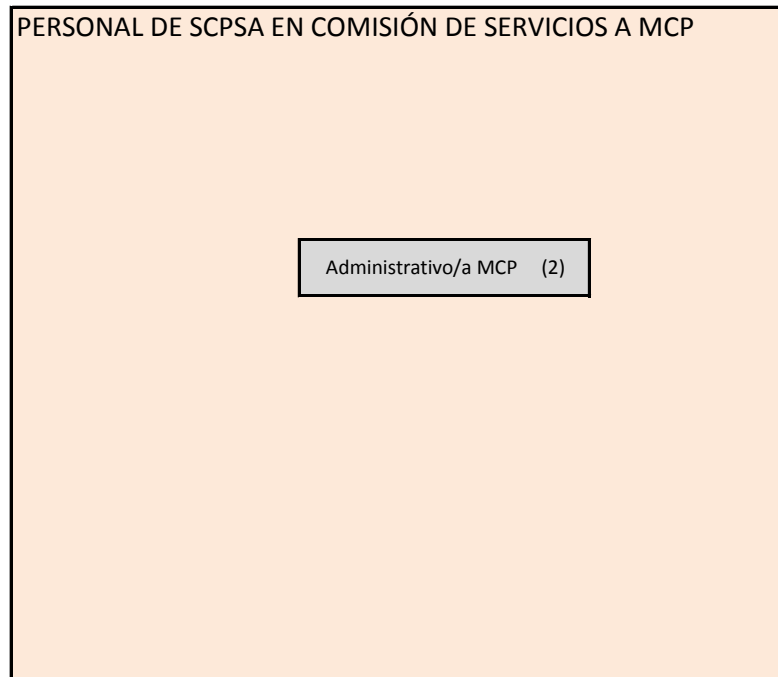 PERSONAL DE SCPSA EN COMISIÓN DE SERVICIOS A MCP
Administrativo/a MCP (2)